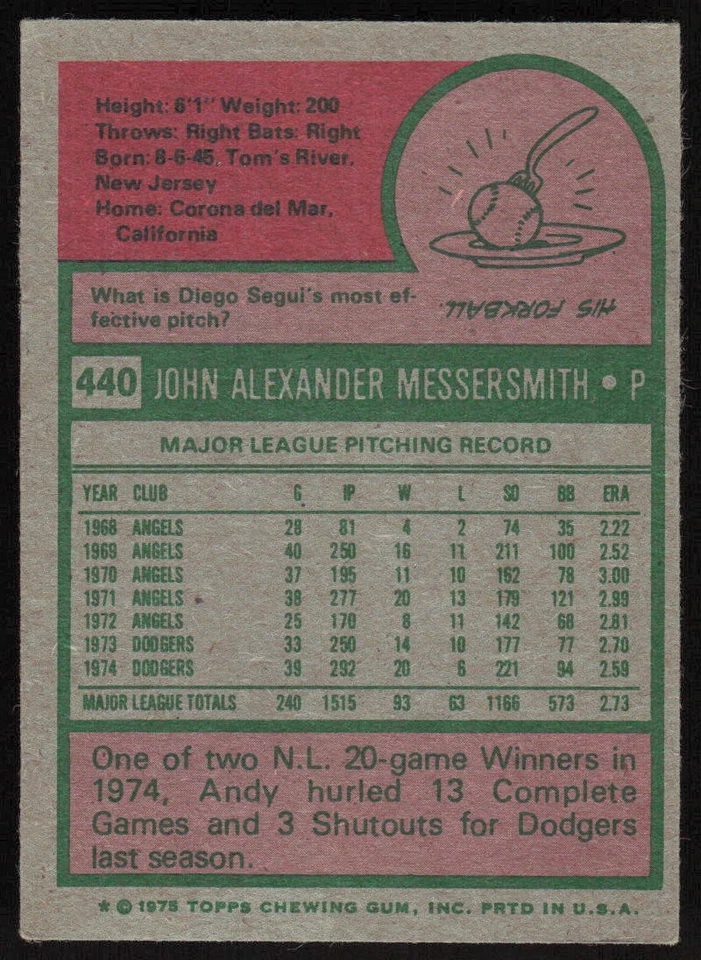 Height: 6'1" Weight: 200
Throws: Right Bats: Right
Born: 8-6-45, Tom's River,
New Jersey
Home: Corona del Mar,
California
What is Diego Segui's most ef-
fective pitch?
HIS FORKBALL.
440 JOHN ALEXANDER MESSERSMITH • P
MAJOR LEAGUE PITCHING RECORD
YEAR CLUB G IP W L SO BB ERA
1968 ANGELS 28 81 4 2 74 35 2.22
1969 ANGELS 40 250 16 11 211 100 2.52
1970 ANGELS 37 195 11 10 162 78 3.00
1971 ANGELS 38 277 20 13 179 121 2.99
1972 ANGELS 25 170 8 11 142 68 2.81
1973 DODGERS 33 250 14 10 177 77 2.70
1974 DODGERS 39 292 20 6 221 94 2.59
MAJOR LEAGUE TOTALS 240 1515 93 63 1166 573 2.73
One of two N.L. 20-game Winners in
1974, Andy hurled 13 Complete
Games and 3 Shutouts for Dodgers
last season.
* © 1975 TOPPS CHEWING GUM, INC. PRTD IN U.S.A.